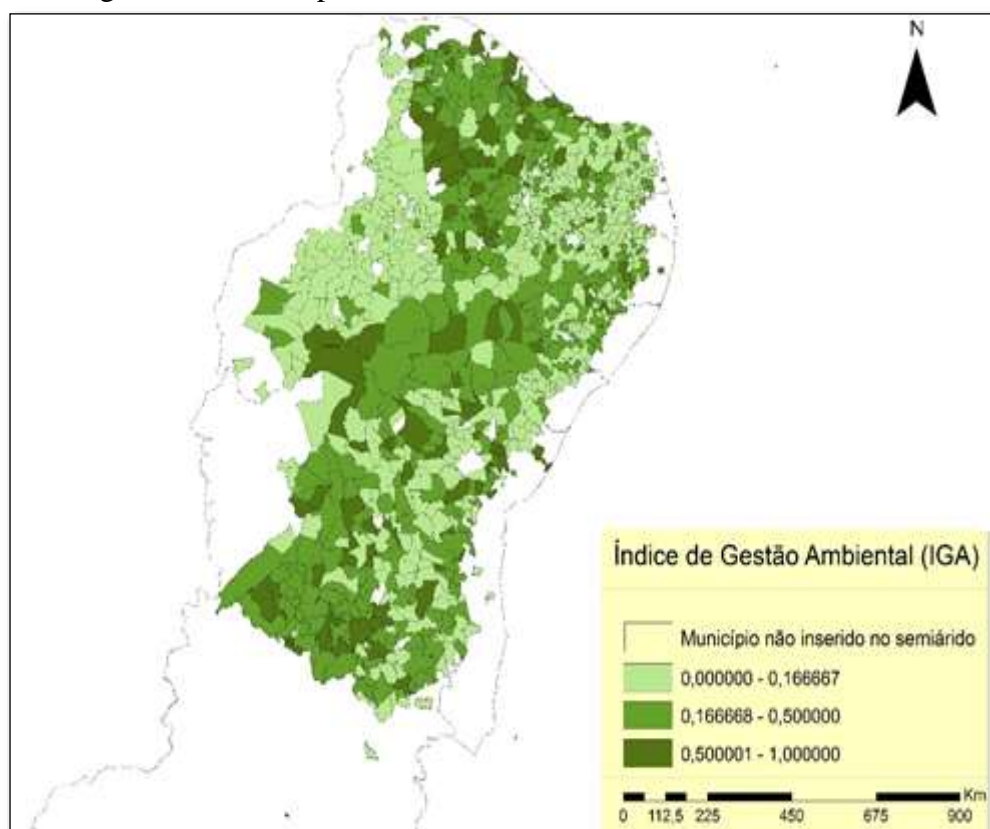 N
Índice de Gestão Ambiental (IGA)
Município não inserido no semiárido
0,000000 - 0,166667
0,166668 - 0,500000
0,500001 - 1,000000
Km
0 112,5 225 450 675 900